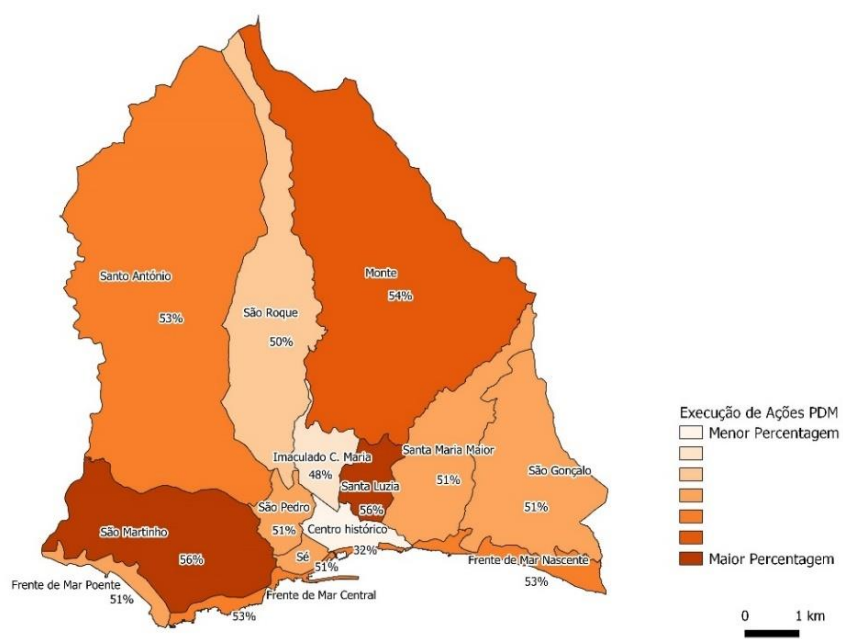 Santo António
53%
São Roque
50%
Monte
54%
Imaculado C. Maria
48%
Santa Luzia
56%
Santa Maria Maior
51%
São Gonçalo
51%
São Pedro
51%
Centro histórico
32%
São Martinho
56%
Sé
51%
Frente de Mar Nascente
53%
Frente de Mar Poente
51%
Frente de Mar Central
53%
Execução de Ações PDM
Menor Percentagem
Maior Percentagem
0 1 km